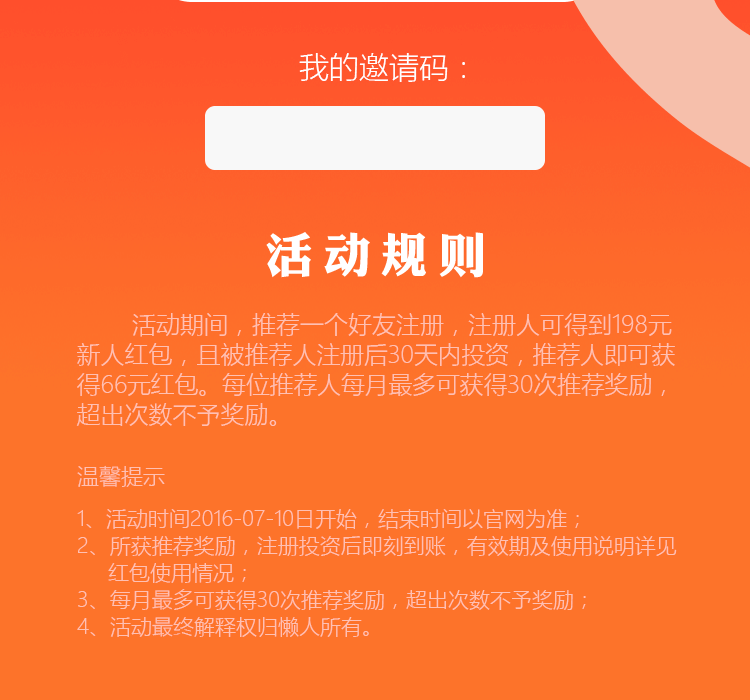 我的邀请码：
活动规则
活动期间，推荐一个好友注册，注册人可得到198元
新人红包，且被推荐人注册后30天内投资，推荐人即可获
得66元红包。每位推荐人每月最多可获得30次推荐奖励，
超出次数不予奖励。
温馨提示
1、活动时间2016-07-10日开始，结束时间以官网为准；
2、所获推荐奖励，注册投资后即刻到账，有效期及使用说明详见
红包使用情况；
3、每月最多可获得30次推荐奖励，超出次数不予奖励；
4、活动最终解释权归懒人所有。